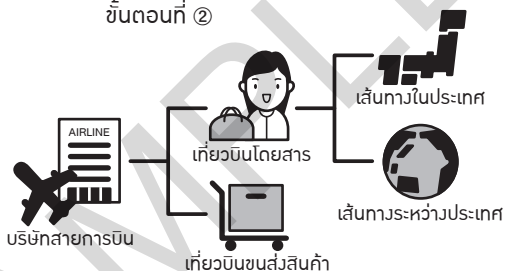 ขั้นตอนที่ ②
เส้นทางในประเทศ
AIRLINE
เที่ยวบินโดยสาร
เส้นทางระหว่างประเทศ
บริษัทสายการบิน
เที่ยวบินขนส่งสินค้า